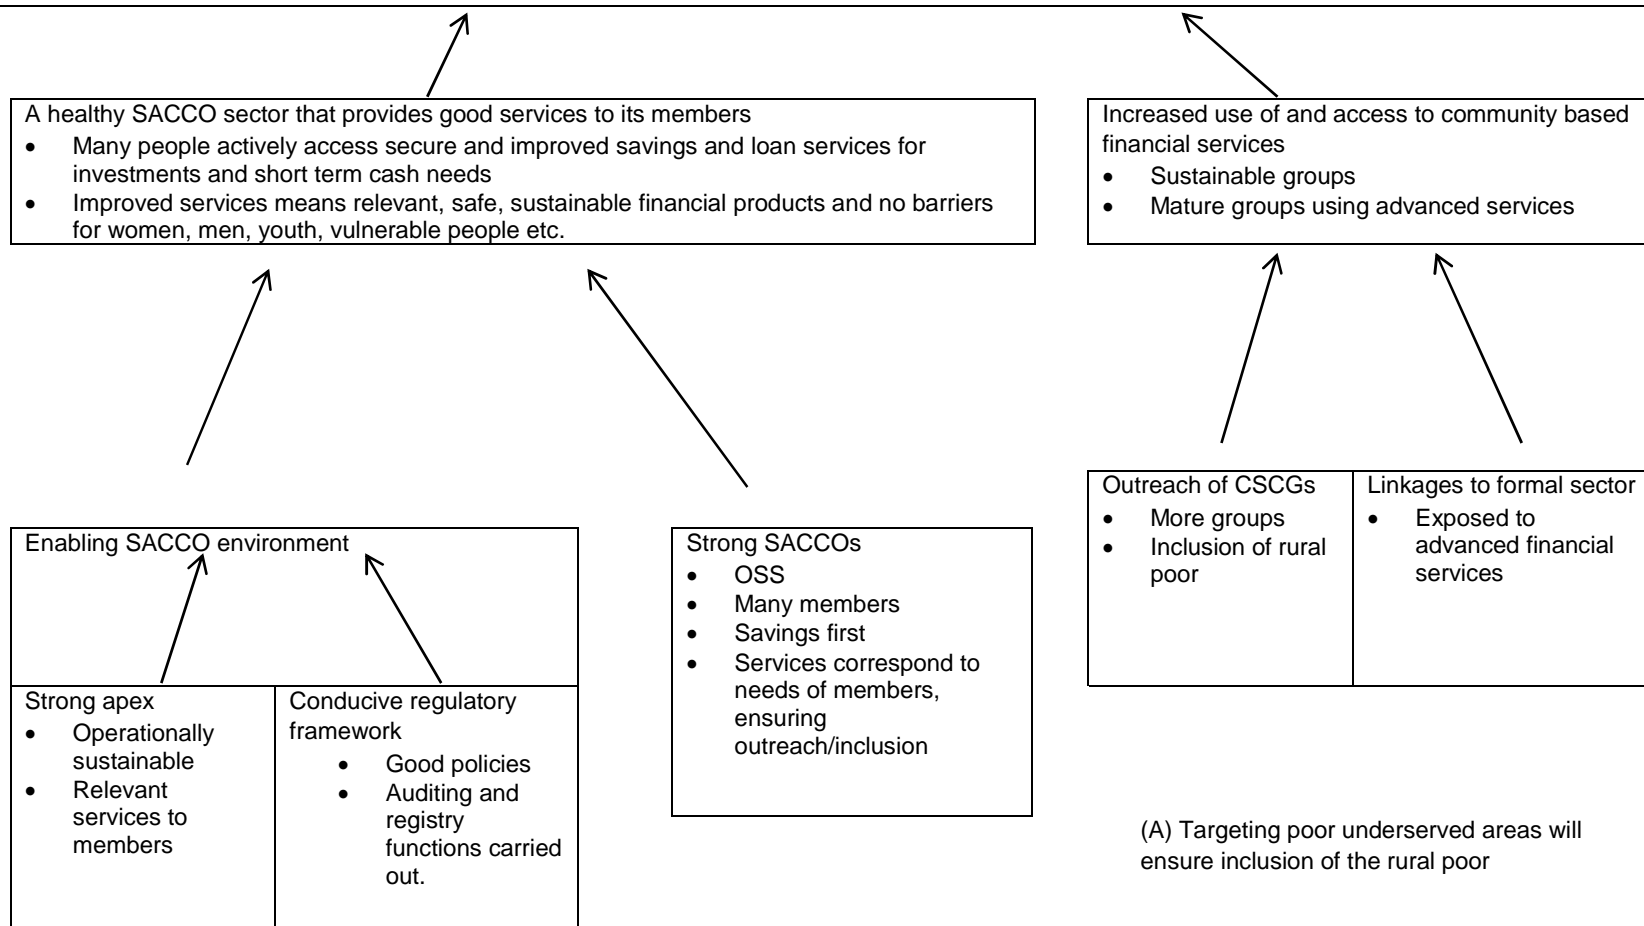 A healthy SACCO sector that provides good services to its members
• Many people actively access secure and improved savings and loan services for
investments and short term cash needs
• Improved services means relevant, safe, sustainable financial products and no barriers
for women, men, youth, vulnerable people etc.
Increased use of and access to community based
financial services
• Sustainable groups
• Mature groups using advanced services
Enabling SACCO environment
Strong apex
• Operationally
sustainable
• Relevant
services to
members
Conducive regulatory
framework
• Good policies
• Auditing and
registry
functions carried
out.
Strong SACCOs
• OSS
• Many members
• Savings first
• Services correspond to
needs of members,
ensuring
outreach/inclusion
Outreach of CSCGs
• More groups
• Inclusion of rural
poor
Linkages to formal sector
• Exposed to
advanced financial
services
(A) Targeting poor underserved areas will
ensure inclusion of the rural poor